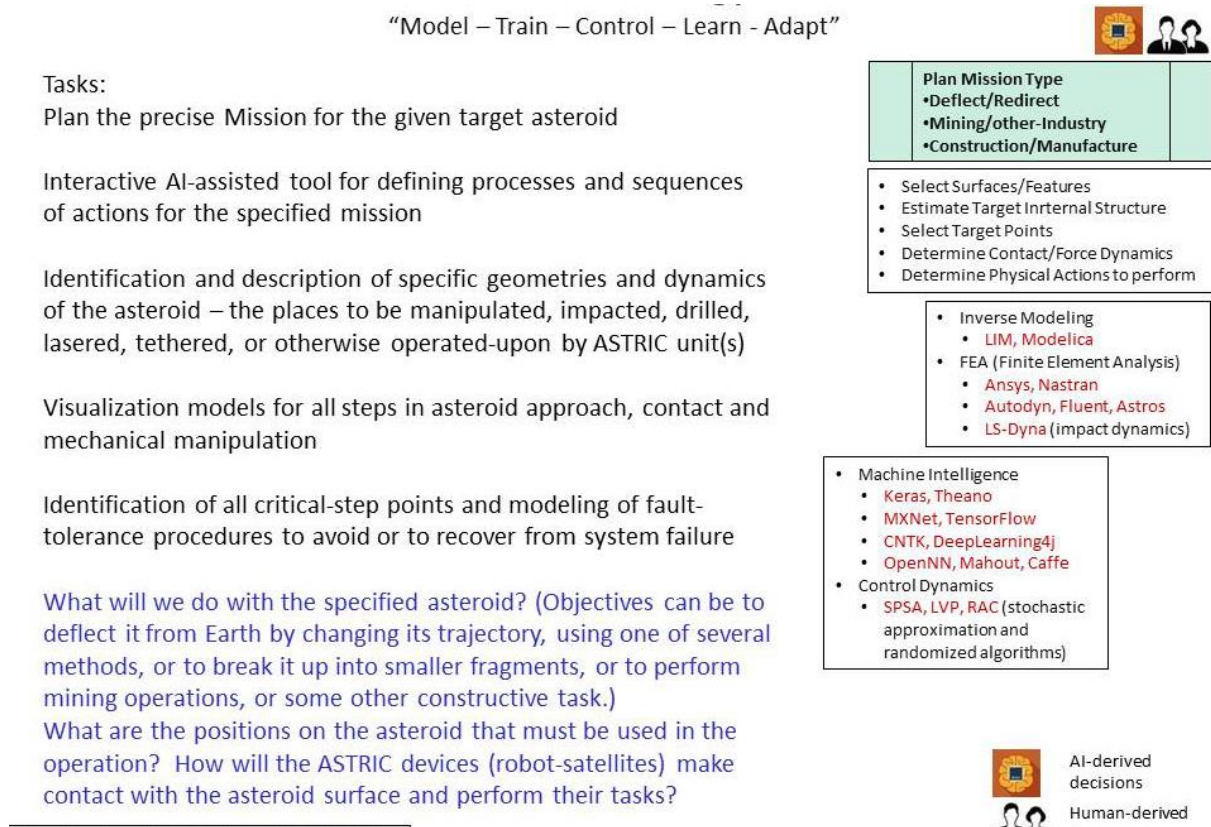 “Model – Train – Control – Learn - Adapt”
Tasks:
Plan the precise Mission for the given target asteroid
Interactive AI-assisted tool for defining processes and sequences
of actions for the specified mission
Identification and description of specific geometries and dynamics
of the asteroid – the places to be manipulated, impacted, drilled,
lasered, tethered, or otherwise operated-upon by ASTRIC unit(s)
Visualization models for all steps in asteroid approach, contact and
mechanical manipulation
Identification of all critical-step points and modeling of fault-
tolerance procedures to avoid or to recover from system failure
What will we do with the specified asteroid? (Objectives can be to
deflect it from Earth by changing its trajectory, using one of several
methods, or to break it up into smaller fragments, or to perform
mining operations, or some other constructive task.)
What are the positions on the asteroid that must be used in the
operation?  How will the ASTRIC devices (robot-satellites) make
contact with the asteroid surface and perform their tasks?
Plan Mission Type
•Deflect/Redirect
•Mining/other-Industry
•Construction/Manufacture
• Select Surfaces/Features
• Estimate Target Inrternal Structure
• Select Target Points
• Determine Contact/Force Dynamics
• Determine Physical Actions to perform
• Inverse Modeling
• LIM, Modelica
• FEA (Finite Element Analysis)
• Ansys, Nastran
• Autodyn, Fluent, Astros
• LS-Dyna (impact dynamics)
• Machine Intelligence
• Keras, Theano
• MXNet, TensorFlow
• CNTK, DeepLearning4j
• OpenNN, Mahout, Caffe
• Control Dynamics
• SPSA, LVP, RAC (stochastic
approximation and
randomized algorithms)
AI-derived
decisions
Human-derived